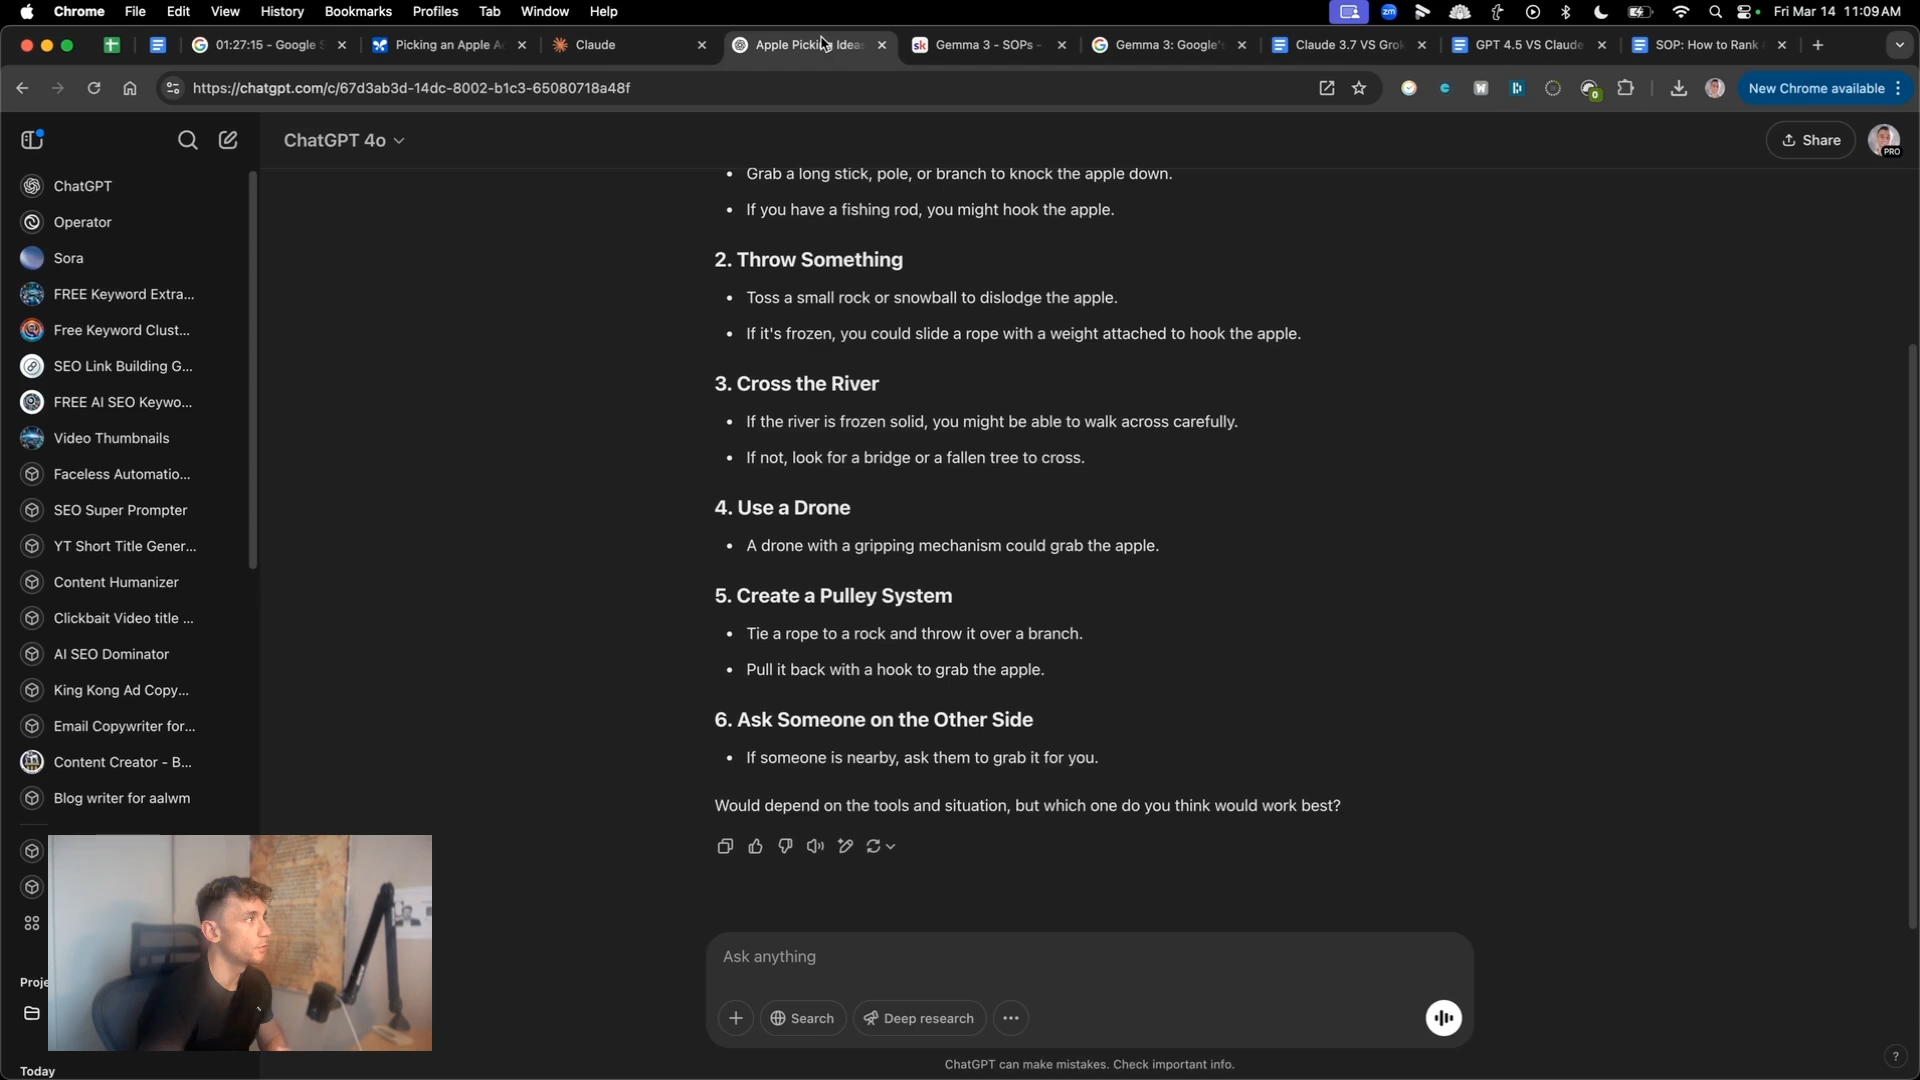 Chrome File Edit View History Bookmarks Profiles Tab Window Help
zm
Fri Mar 14 11:09 AM
01:27:15 - Google S
Picking an Apple Ac
Claude
Apple Picking Ideas
Gemma 3 - SOPs -
Gemma 3: Google's
Claude 3.7 VS Grok
GPT 4.5 VS Claude
SOP: How to Rank
https://chatgpt.com/c/67d3ab3d-14dc-8002-b1c3-65080718a48f
0
New Chrome available
ChatGPT 4o
Share
PRO
ChatGPT
Operator
Sora
FREE Keyword Extra...
Free Keyword Clust...
SEO Link Building G...
FREE AI SEO Keywo...
Video Thumbnails
Faceless Automatio...
SEO Super Prompter
YT Short Title Gener...
Content Humanizer
Clickbait Video title ...
AI SEO Dominator
King Kong Ad Copy...
Email Copywriter for...
Content Creator - B...
Blog writer for aalwm
Proje
Today
• Grab a long stick, pole, or branch to knock the apple down.
• If you have a fishing rod, you might hook the apple.
2. Throw Something
• Toss a small rock or snowball to dislodge the apple.
• If it's frozen, you could slide a rope with a weight attached to hook the apple.
3. Cross the River
• If the river is frozen solid, you might be able to walk across carefully.
• If not, look for a bridge or a fallen tree to cross.
4. Use a Drone
• A drone with a gripping mechanism could grab the apple.
5. Create a Pulley System
• Tie a rope to a rock and throw it over a branch.
• Pull it back with a hook to grab the apple.
6. Ask Someone on the Other Side
• If someone is nearby, ask them to grab it for you.
Would depend on the tools and situation, but which one do you think would work best?
Ask anything
Search
Deep research
ChatGPT can make mistakes. Check important info.
?